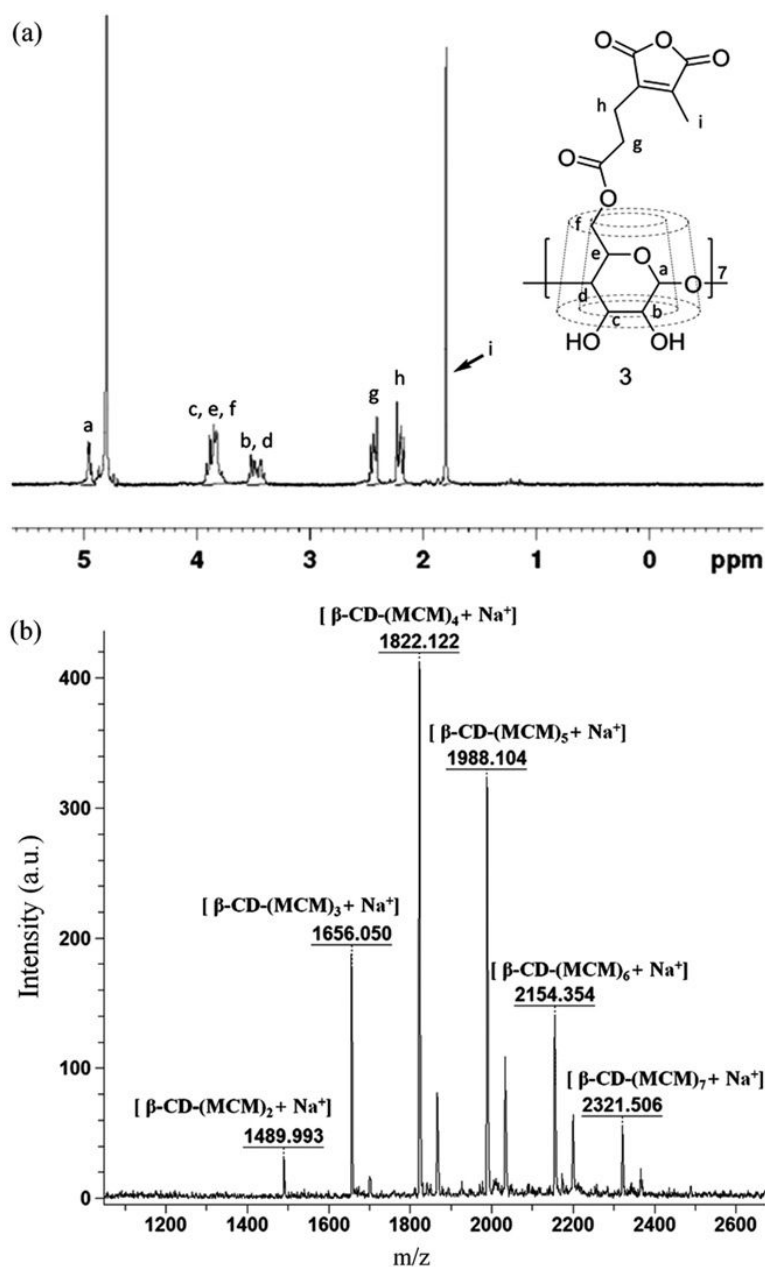 (a)
O
O
O
h
i
g
O
O
f
e
O
a
7
d
b
O
c
HO
OH
3
i
a
c, e, f
b, d
g
h
5
4
3
2
1
0
ppm
(b)
[ β-CD-(MCM)₄+ Na⁺]
1822.122
[ β-CD-(MCM)₅+ Na⁺]
1988.104
[ β-CD-(MCM)₃+ Na⁺]
1656.050
[ β-CD-(MCM)₆+ Na⁺]
2154.354
[ β-CD-(MCM)₂+ Na⁺]
1489.993
[ β-CD-(MCM)₇+ Na⁺]
2321.506
Intensity (a.u.)
400
300
200
100
0
1200
1400
1600
1800
2000
2200
2400
2600
m/z